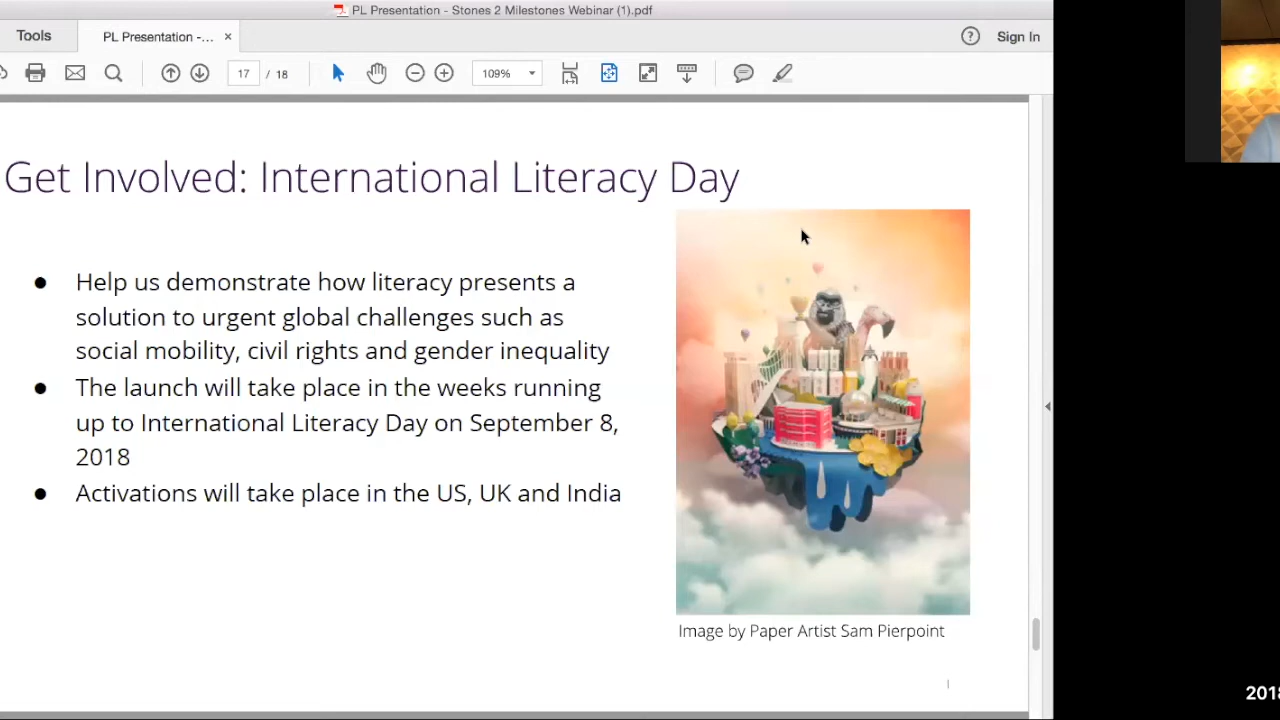 PL Presentation - Stones 2 Milestones Webinar (1).pdf
Tools
PL Presentation -... ×
? Sign In
17 / 18
109%
Get Involved: International Literacy Day
● Help us demonstrate how literacy presents a
solution to urgent global challenges such as
social mobility, civil rights and gender inequality
● The launch will take place in the weeks running
up to International Literacy Day on September 8,
2018
● Activations will take place in the US, UK and India
Image by Paper Artist Sam Pierpoint
2018